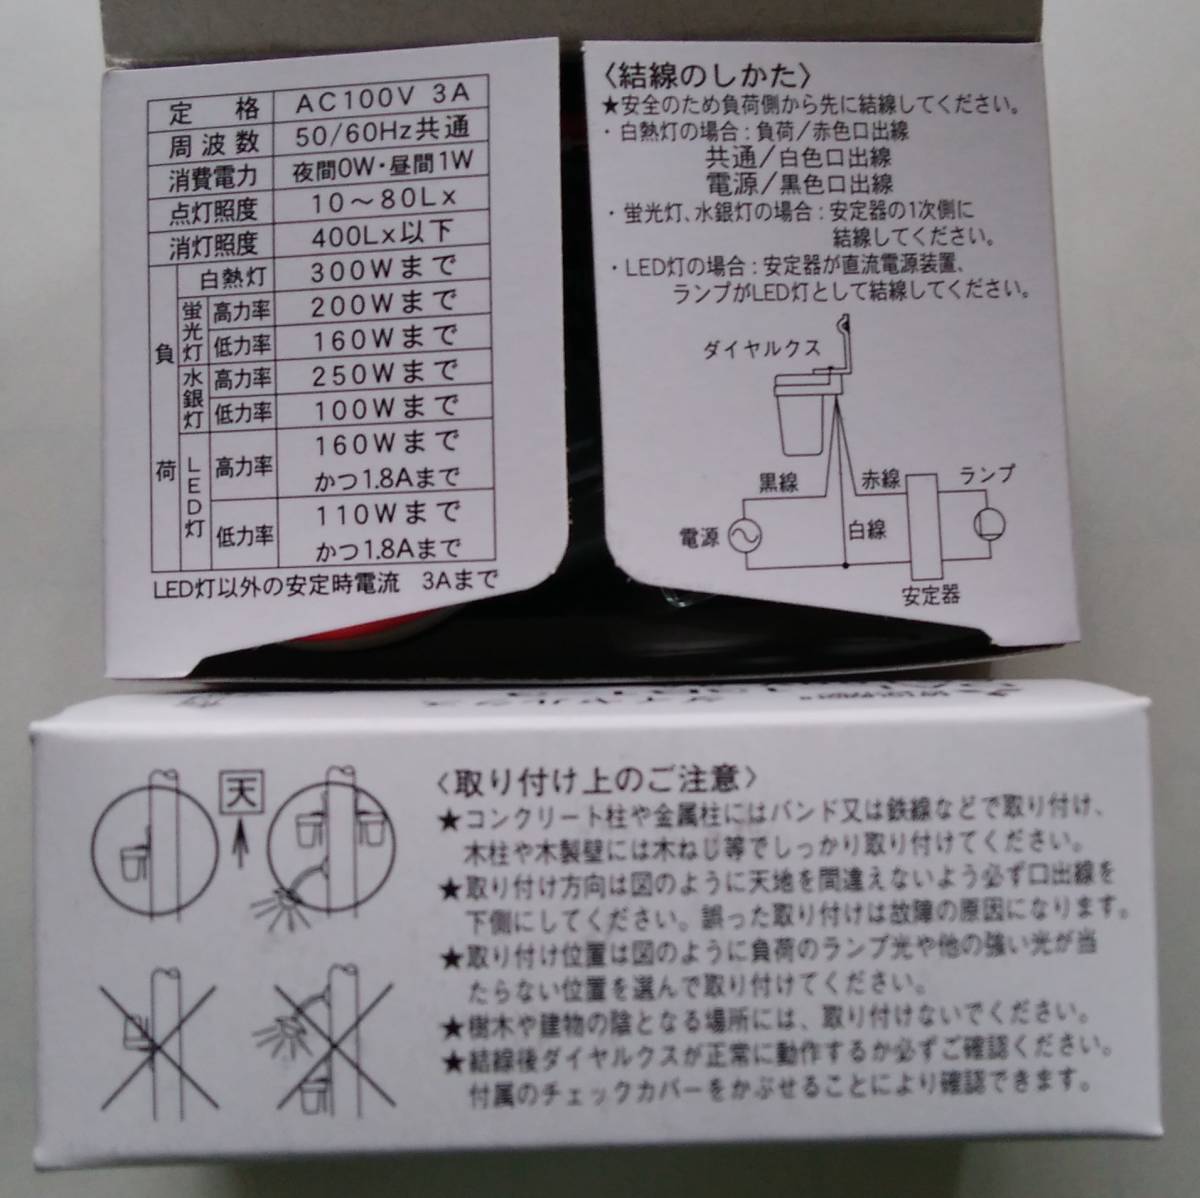 定格 AC100V 3A
周波数 50/60Hz共通
消費電力 夜間0W・昼間1W
点灯照度 10～80Lx
消灯照度 400Lx以下
負荷 白熱灯 300Wまで
蛍光灯 高力率 200Wまで
低力率 160Wまで
水銀灯 高力率 250Wまで
低力率 100Wまで
LED灯 高力率 160Wまで
かつ1.8Aまで
低力率 110Wまで
かつ1.8Aまで
LED灯以外の安定時電流 3Aまで
〈結線のしかた〉
★安全のため負荷側から先に結線してください。
・白熱灯の場合：負荷/赤色口出線
共通/白色口出線
電源/黒色口出線
・蛍光灯、水銀灯の場合：安定器の1次側に
結線してください。
・LED灯の場合：安定器が直流電源装置、
ランプがLED灯として結線してください。
ダイヤルクス
黒線 赤線 ランプ
電源 白線
安定器
天
〈取り付け上のご注意〉
★コンクリート柱や金属柱にはバンド又は鉄線などで取り付け、
木柱や木製壁には木ねじ等でしっかり取り付けてください。
★取り付け方向は図のように天地を間違えないよう必ず口出線を
下側にしてください。誤った取り付けは故障の原因になります。
★取り付け位置は図のように負荷のランプ光や他の強い光が当
たらない位置を選んで取り付けてください。
★樹木や建物の陰となる場所には、取り付けないでください。
★結線後ダイヤルクスが正常に動作するか必ずご確認ください。
付属のチェックカバーをかぶせることにより確認できます。